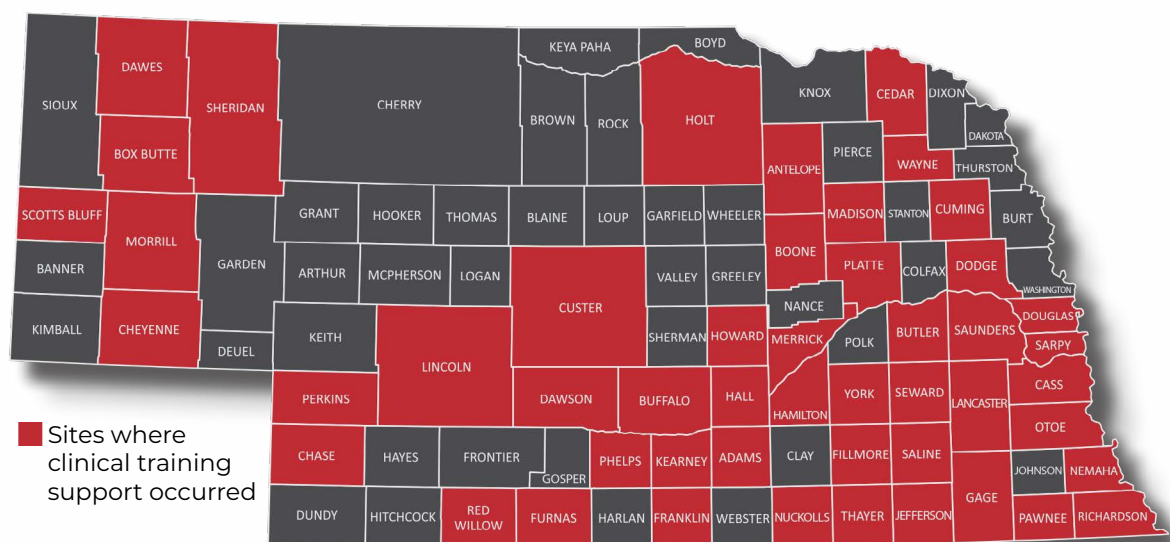 KEYA PAHA
BOYD
DAWES
SIOUX
SHERIDAN
CHERRY
BROWN
ROCK
HOLT
KNOX
CEDAR
DIXON
DAKOTA
BOX BUTTE
ANTELOPE
PIERCE
WAYNE
THURSTON
SCOTTS BLUFF
MORRILL
GARDEN
GRANT
HOOKER
THOMAS
BLAINE
LOUP
GARFIELD
WHEELER
MADISON
STANTON
CUMING
BURT
BANNER
ARTHUR
MCPHERSON
LOGAN
CUSTER
VALLEY
GREELEY
BOONE
PLATTE
COLFAX
DODGE
WASHINGTON
KIMBALL
CHEYENNE
DEUEL
KEITH
LINCOLN
SHERMAN
HOWARD
NANCE
MERRICK
POLK
BUTLER
SAUNDERS
DOUGLAS
SARPY
PERKINS
DAWSON
BUFFALO
HALL
HAMILTON
YORK
SEWARD
LANCASTER
CASS
OTOE
Sites where
clinical training
support occurred
CHASE
HAYES
FRONTIER
GOSPER
PHELPS
KEARNEY
ADAMS
CLAY
FILLMORE
SALINE
GAGE
JOHNSON
NEMAHA
DUNDY
HITCHCOCK
RED
WILLOW
FURNAS
HARLAN
FRANKLIN
WEBSTER
NUCKOLLS
THAYER
JEFFERSON
PAWNEE
RICHARDSON